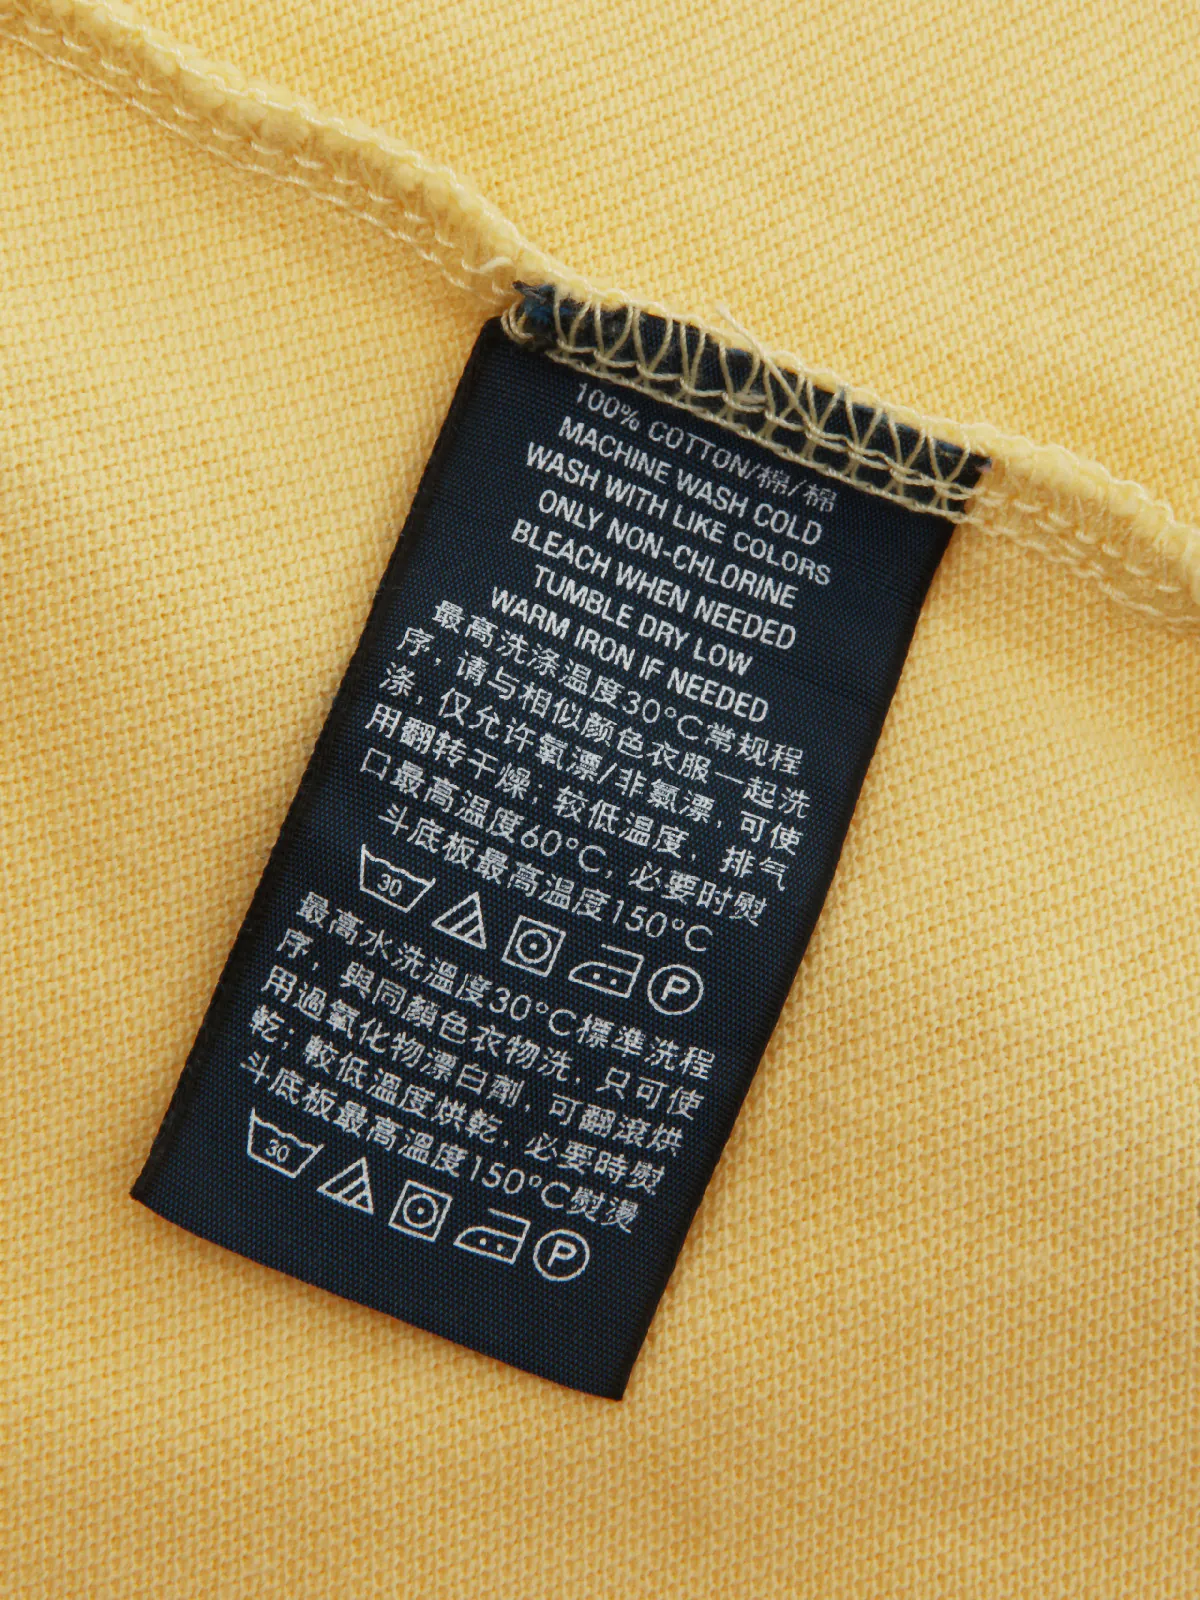 100% COTTON/棉/棉
MACHINE WASH COLD
WASH WITH LIKE COLORS
ONLY NON-CHLORINE
BLEACH WHEN NEEDED
TUMBLE DRY LOW
WARM IRON IF NEEDED
最高洗涤温度30°C常规程
序，请与相似颜色衣服一起洗
涤，仅允许氧漂/非氯漂，可使
用翻转干燥；较低温度，排气
口最高温度60°C，必要时熨
斗底板最高温度150°C
30 P
最高水洗溫度30°C標準洗程
序，與同顏色衣物洗，只可使
用過氧化物漂白劑，可翻滾烘
乾；較低溫度烘乾，必要時熨
斗底板最高溫度150°C熨燙
30 P